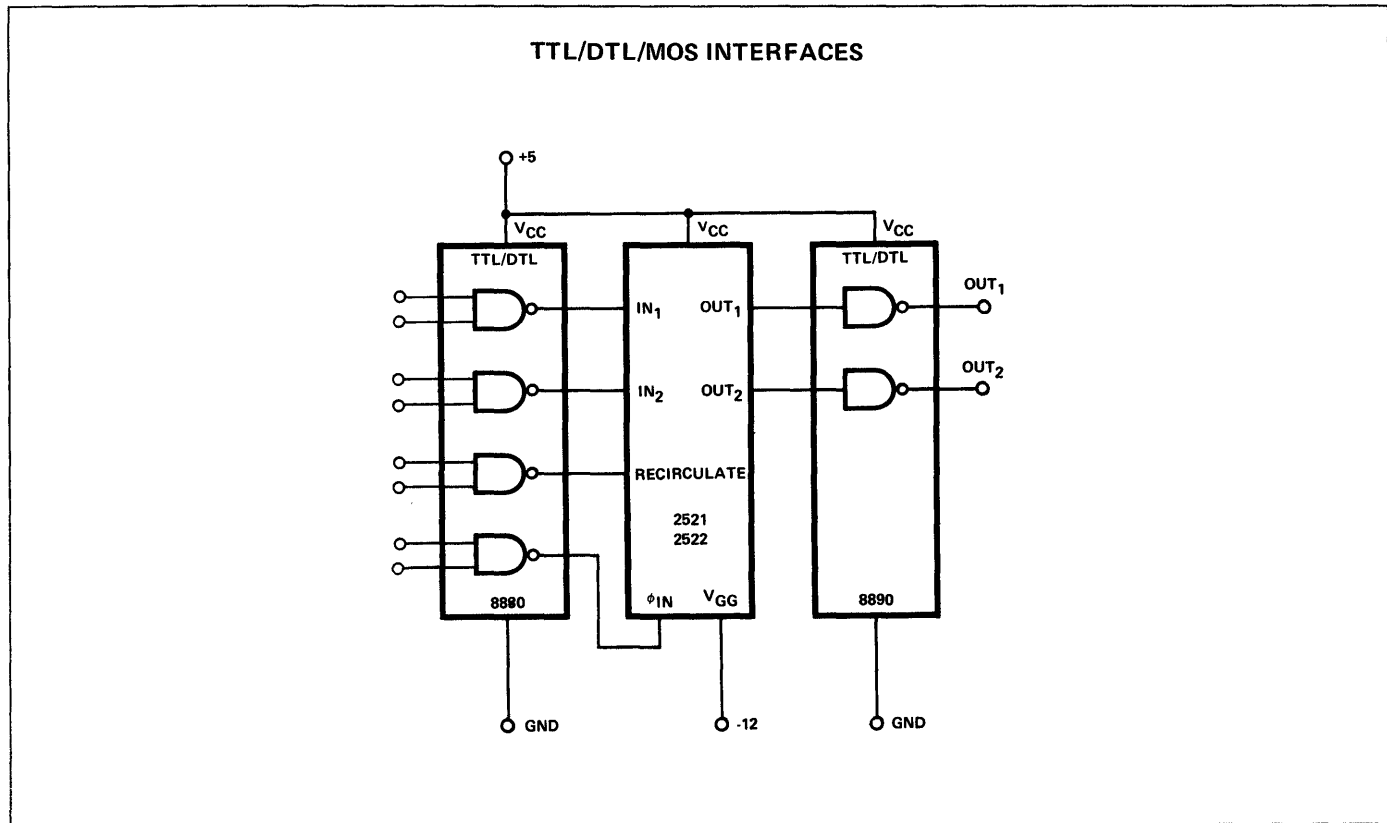 TTL/DTL/MOS INTERFACES
+5
VCC
VCC
VCC
TTL/DTL
TTL/DTL
IN1
OUT1
OUT1
IN2
OUT2
OUT2
RECIRCULATE
2521
2522
8880
ϕIN
VGG
8890
GND
-12
GND